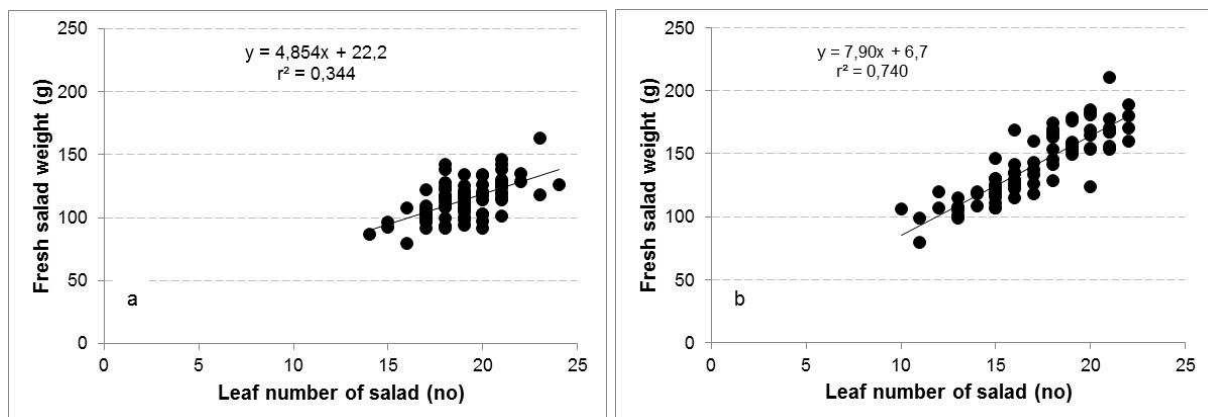 250
200
150
100
50
0
Fresh salad weight (g)
y = 4,854x + 22,2
r² = 0,344
a
0 5 10 15 20 25
Leaf number of salad (no)
250
200
150
100
50
0
Fresh salad weight (g)
y = 7,90x + 6,7
r² = 0,740
b
0 5 10 15 20 25
Leaf number of salad (no)